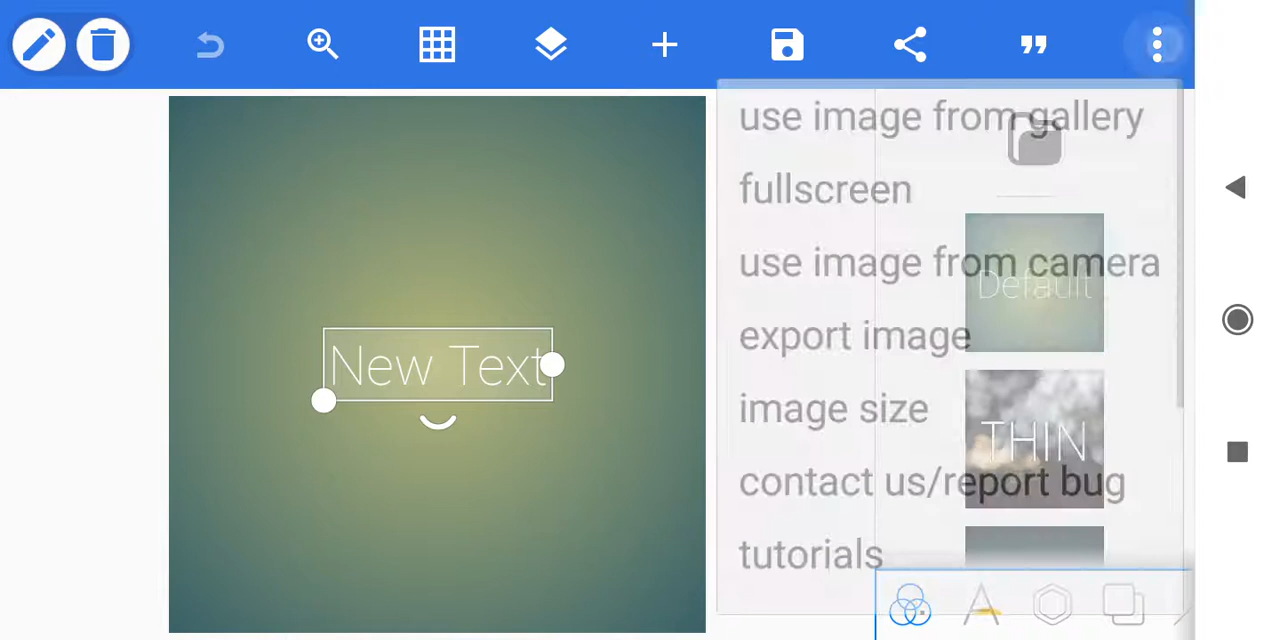 New Text
use image from gallery
fullscreen
use image from camera
Default
export image
image size
THIN
contact us/report bug
tutorials